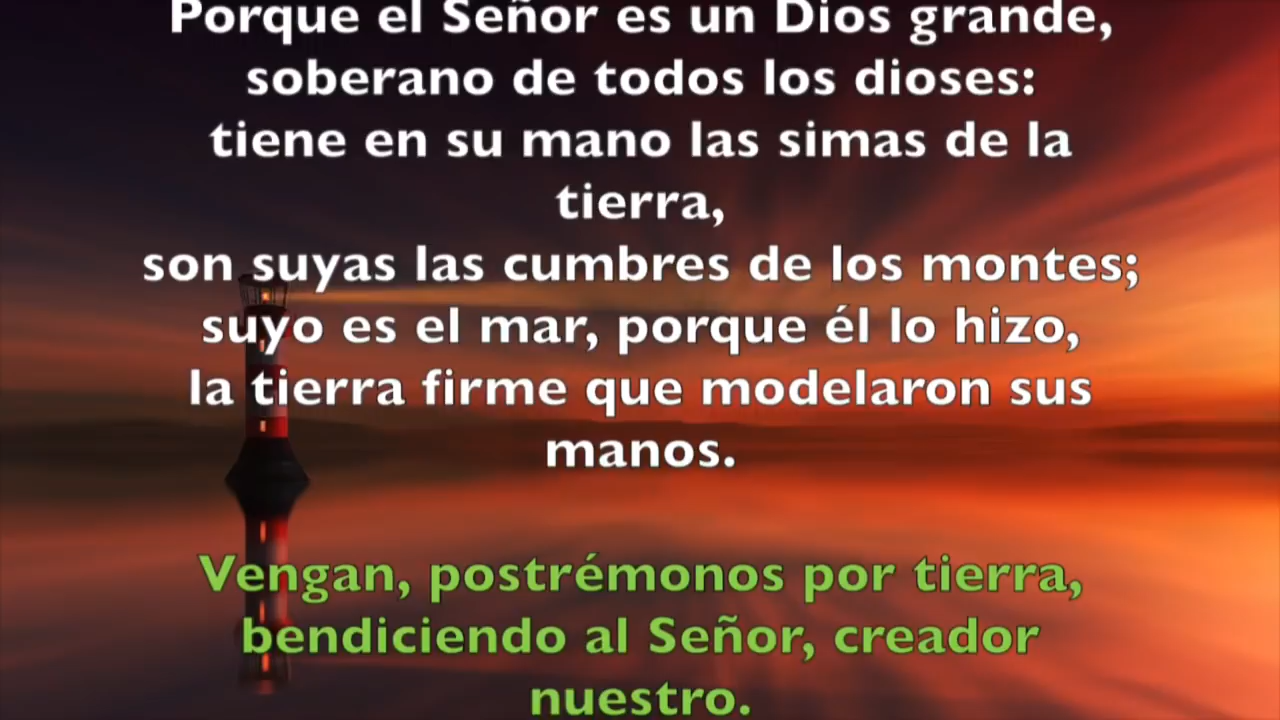 Porque el Señor es un Dios grande,
soberano de todos los dioses:
tiene en su mano las simas de la
tierra,
son suyas las cumbres de los montes;
suyo es el mar, porque él lo hizo,
la tierra firme que modelaron sus
manos.
Vengan, postrémonos por tierra,
bendiciendo al Señor, creador
nuestro.